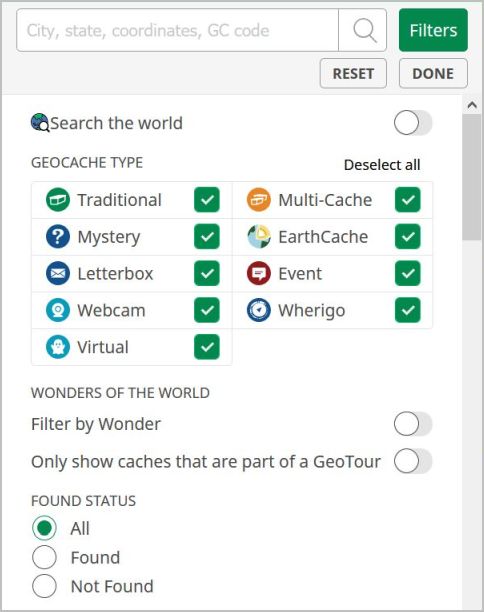 City, state, coordinates, GC code
Filters
RESET DONE
Search the world
GEOCACHE TYPE Deselect all
Traditional Multi-Cache
Mystery EarthCache
Letterbox Event
Webcam Wherigo
Virtual
WONDERS OF THE WORLD
Filter by Wonder
Only show caches that are part of a GeoTour
FOUND STATUS
All
Found
Not Found